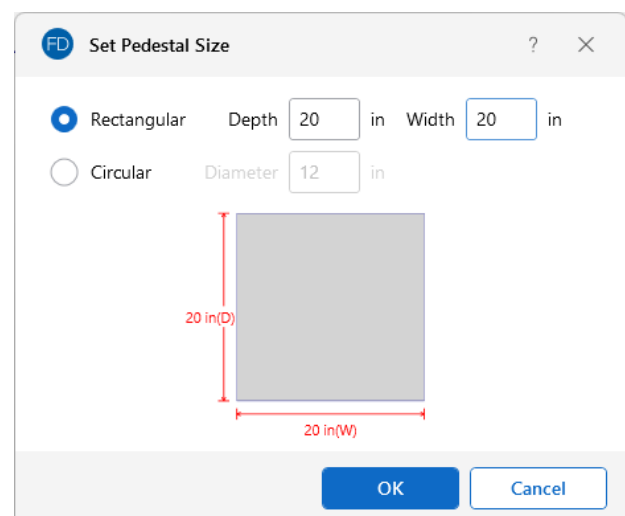 FD Set Pedestal Size ?
Rectangular Depth 20 in Width 20 in
Circular Diameter 12 in
20 in(D)
20 in(W)
OK Cancel